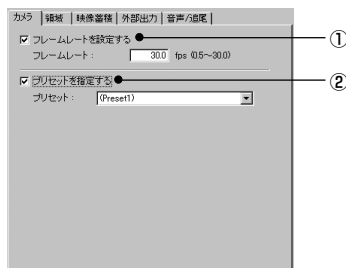 カメラ 領域 映像蓄積 外部出力 音声/追尾
フレームレートを設定する ①
フレームレート： 30.0 fps (0.5～30.0)
プリセットを指定する ②
プリセット： (Preset1)